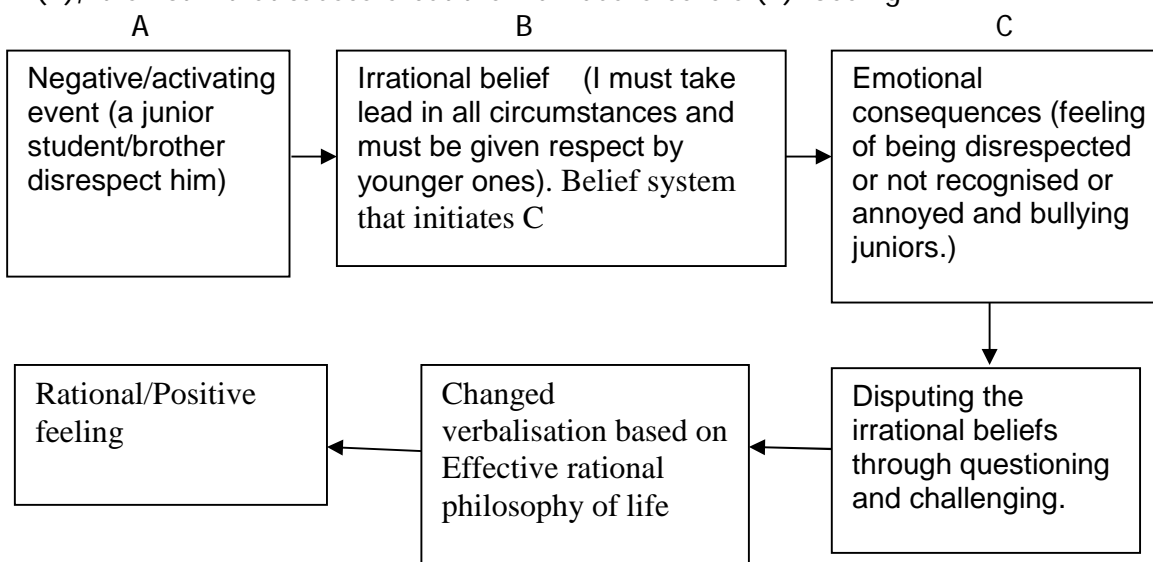 A B C
Negative/activating
event (a junior
student/brother
disrespect him)
Irrational belief (I must take
lead in all circumstances and
must be given respect by
younger ones). Belief system
that initiates C
Emotional
consequences (feeling
of being disrespected
or not recognised or
annoyed and bullying
juniors.)
Rational/Positive
feeling
Changed
verbalisation based on
Effective rational
philosophy of life
Disputing the
irrational beliefs
through questioning
and challenging.